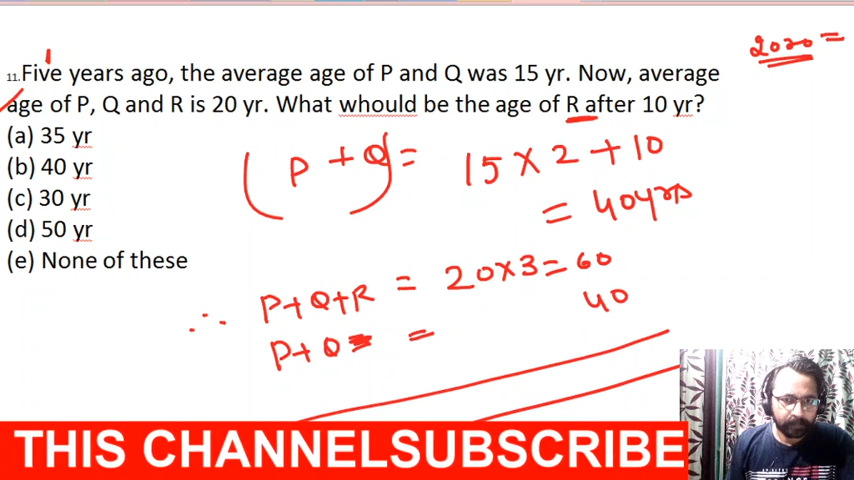 2020 =
11.Five years ago, the average age of P and Q was 15 yr. Now, average
age of P, Q and R is 20 yr. What whould be the age of R after 10 yr?
(a) 35 yr
(b) 40 yr
(c) 30 yr
(d) 50 yr
(e) None of these
(P + Q) = 15 × 2 + 10
= 40yrs
∴ P+Q+R = 20×3=60
P+Q = 40
THIS CHANNELSUBSCRIBE